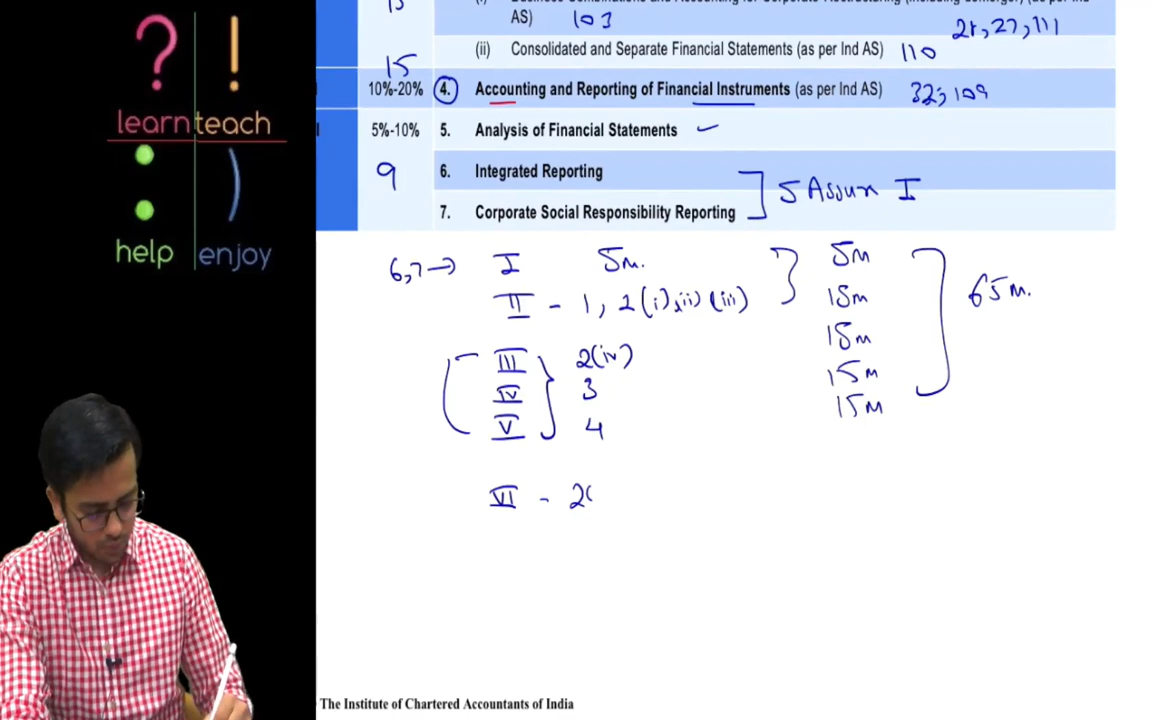 ? !
learn teach
help enjoy
AS) 103
28, 27, 111
(ii) Consolidated and Separate Financial Statements (as per Ind AS) 110
15
10%-20% 4. Accounting and Reporting of Financial Instruments (as per Ind AS) 32, 109
5%-10% 5. Analysis of Financial Statements
9 6. Integrated Reporting
7. Corporate Social Responsibility Reporting
5 Assum I
6,7 → I 5m. 5m
II - 1, 2(i),ii) (iii) 15m
65m.
15m
III 2(iv)
IV 3 15m
V 4 15m
VI - 2(
The Institute of Chartered Accountants of India